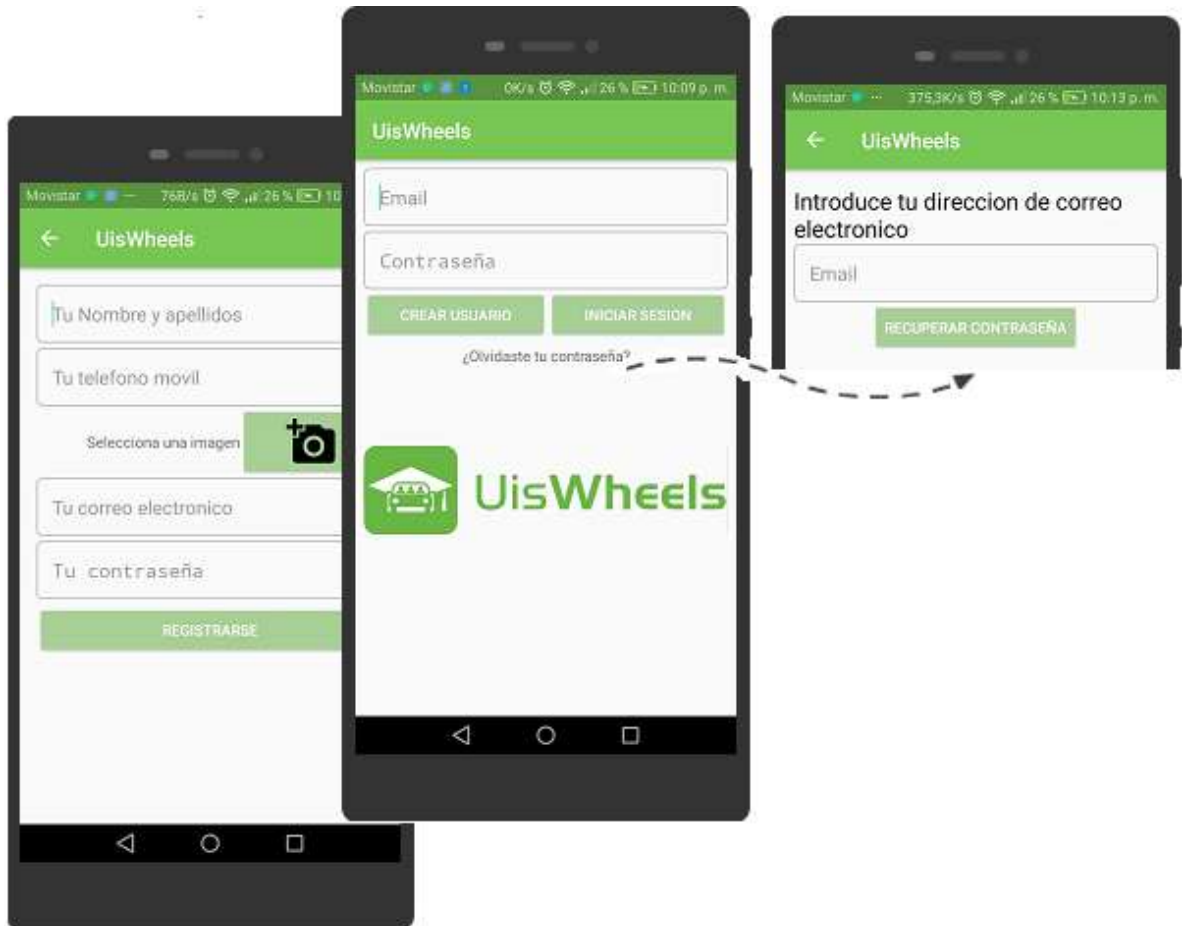 Movistar 76B/s 26 % 10
UisWheels
Tu Nombre y apellidos
Tu telefono movil
Selecciona una imagen
Tu correo electronico
Tu contraseña
REGISTRARSE
Movistar 0K/s 26 % 10:09 p. m.
UisWheels
Email
Contraseña
CREAR USUARIO INICIAR SESION
¿Olvidaste tu contraseña?
UisWheels
Movistar ... 375,3K/s 26 % 10:13 p. m.
UisWheels
Introduce tu direccion de correo
electronico
Email
RECUPERAR CONTRASEÑA